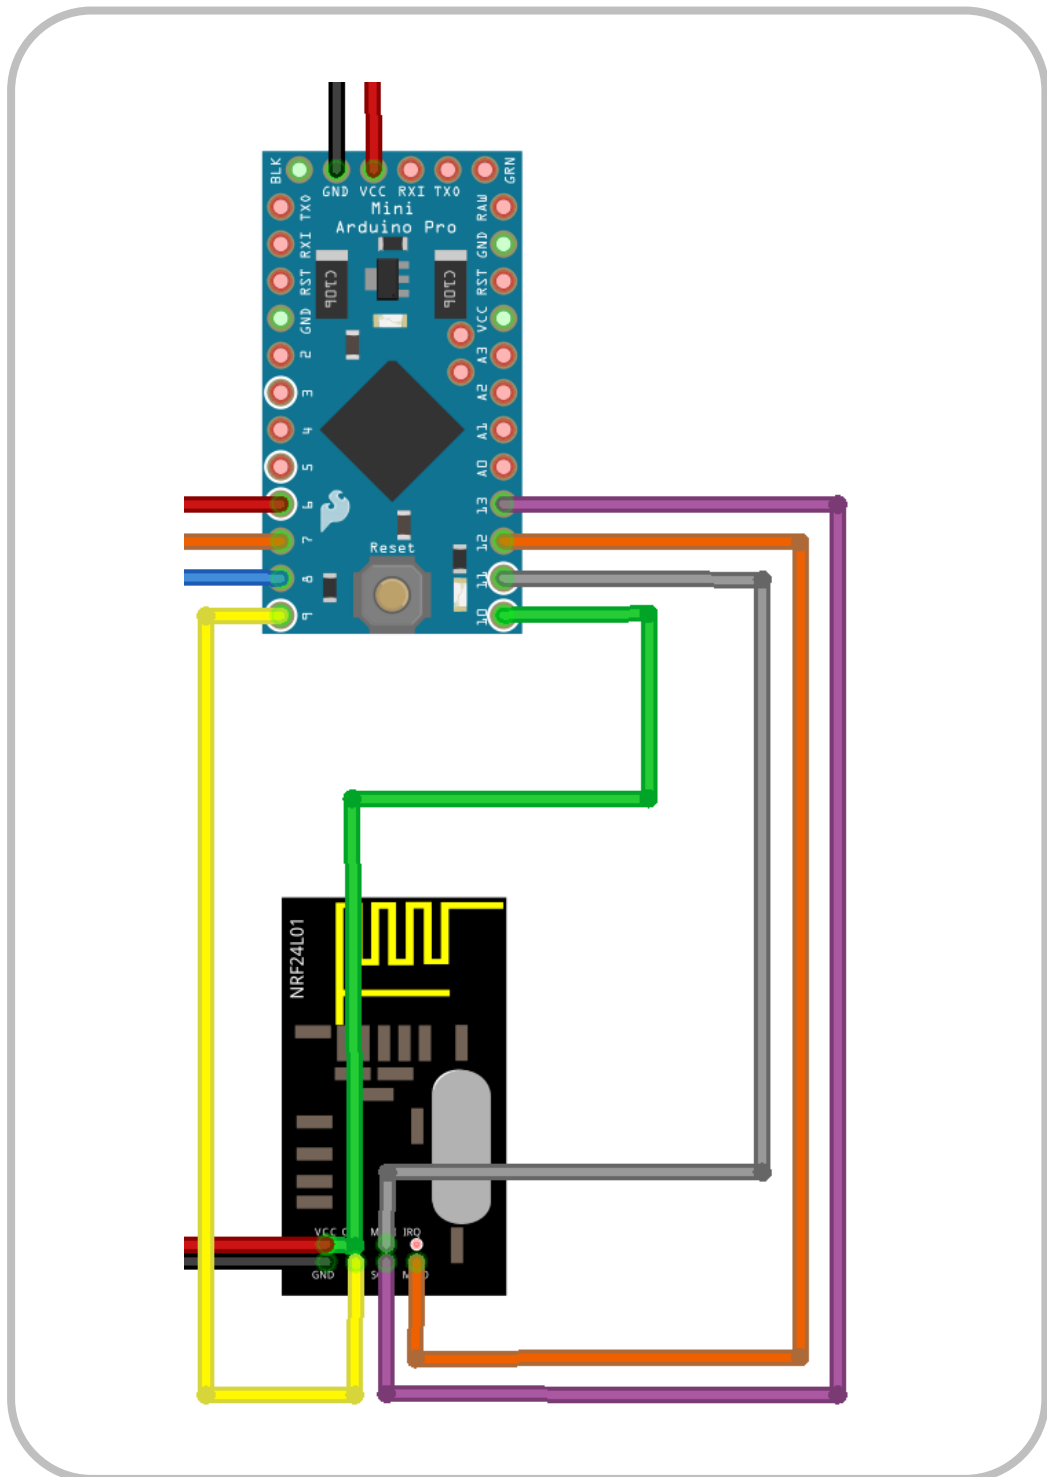 BLK
GND VCC RXI TXO
GRN
Mini
Arduino Pro
TXO
RXI
RST
GND
2
3
4
5
6
7
8
9
RAW
GND
RST
VCC
A3
A2
A1
A0
13
12
11
10
C10P
C10P
Reset
NRF24L01
VCC
IRQ
GND